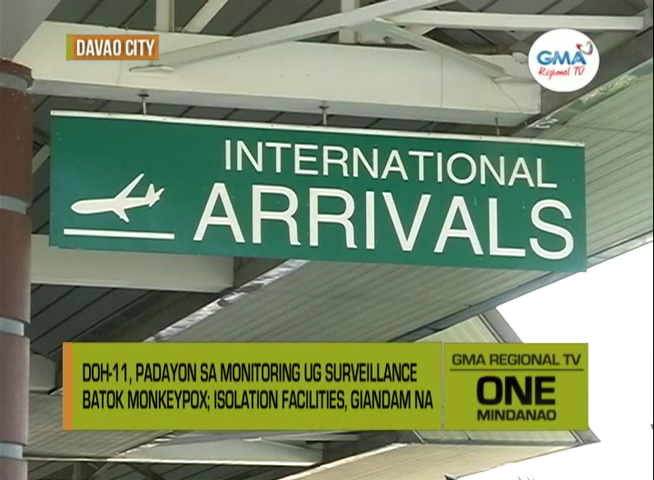 DAVAO CITY
GMA
Regional TV
INTERNATIONAL
ARRIVALS
DOH-11, PADAYON SA MONITORING UG SURVEILLANCE
BATOK MONKEYPOX; ISOLATION FACILITIES, GIANDAM NA
GMA REGIONAL TV
ONE
MINDANAO